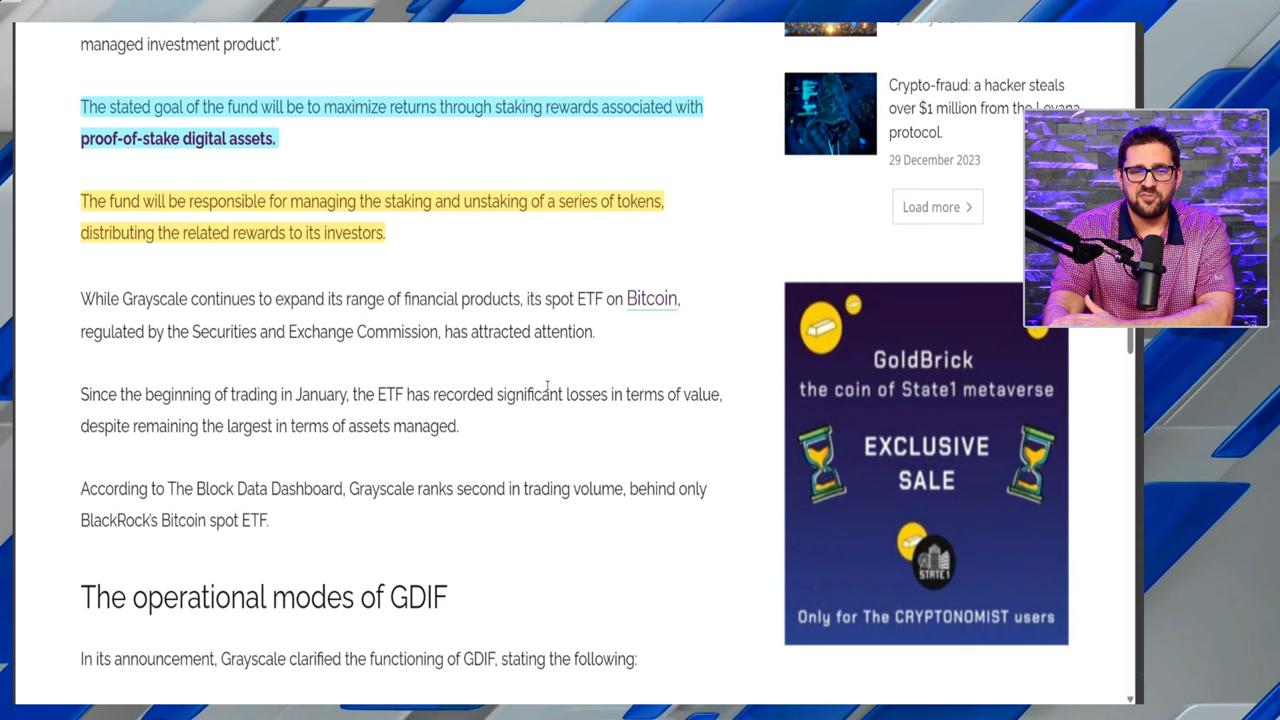 managed investment product”.
The stated goal of the fund will be to maximize returns through staking rewards associated with
proof-of-stake digital assets.
The fund will be responsible for managing the staking and unstaking of a series of tokens,
distributing the related rewards to its investors.
While Grayscale continues to expand its range of financial products, its spot ETF on Bitcoin,
regulated by the Securities and Exchange Commission, has attracted attention.
Since the beginning of trading in January, the ETF has recorded significant losses in terms of value,
despite remaining the largest in terms of assets managed.
According to The Block Data Dashboard, Grayscale ranks second in trading volume, behind only
BlackRock's Bitcoin spot ETF.
The operational modes of GDIF
In its announcement, Grayscale clarified the functioning of GDIF, stating the following:
Crypto-fraud: a hacker steals
over $1 million from the Levana
protocol.
29 December 2023
Load more >
GoldBrick
the coin of State1 metaverse
EXCLUSIVE
SALE
STATE1
Only for The CRYPTONOMIST users